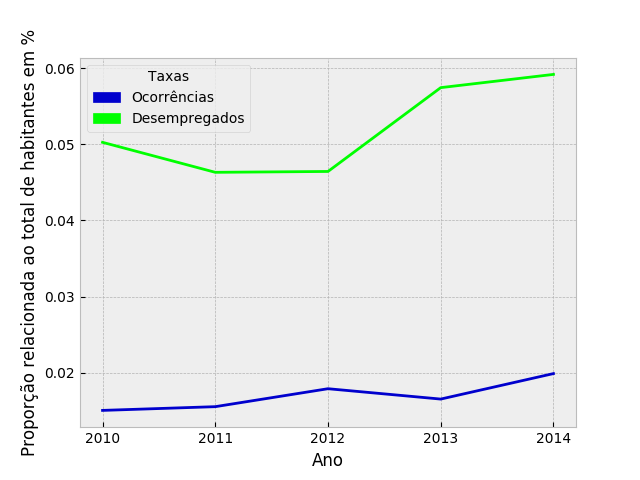 Proporção relacionada ao total de habitantes em %
0.06
0.05
0.04
0.03
0.02
Taxas
Ocorrências
Desempregados
2010 2011 2012 2013 2014
Ano